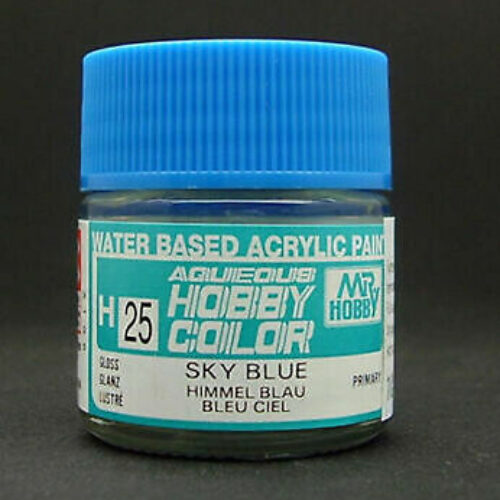 WATER BASED ACRYLIC PAINT
AQUEOUS
HOBBY
COLOR
H 25
MR
HOBBY
GLOSS
GLANZ
LUSTRÉ
SKY BLUE
HIMMEL BLAU
BLEU CIEL
PRIMARY